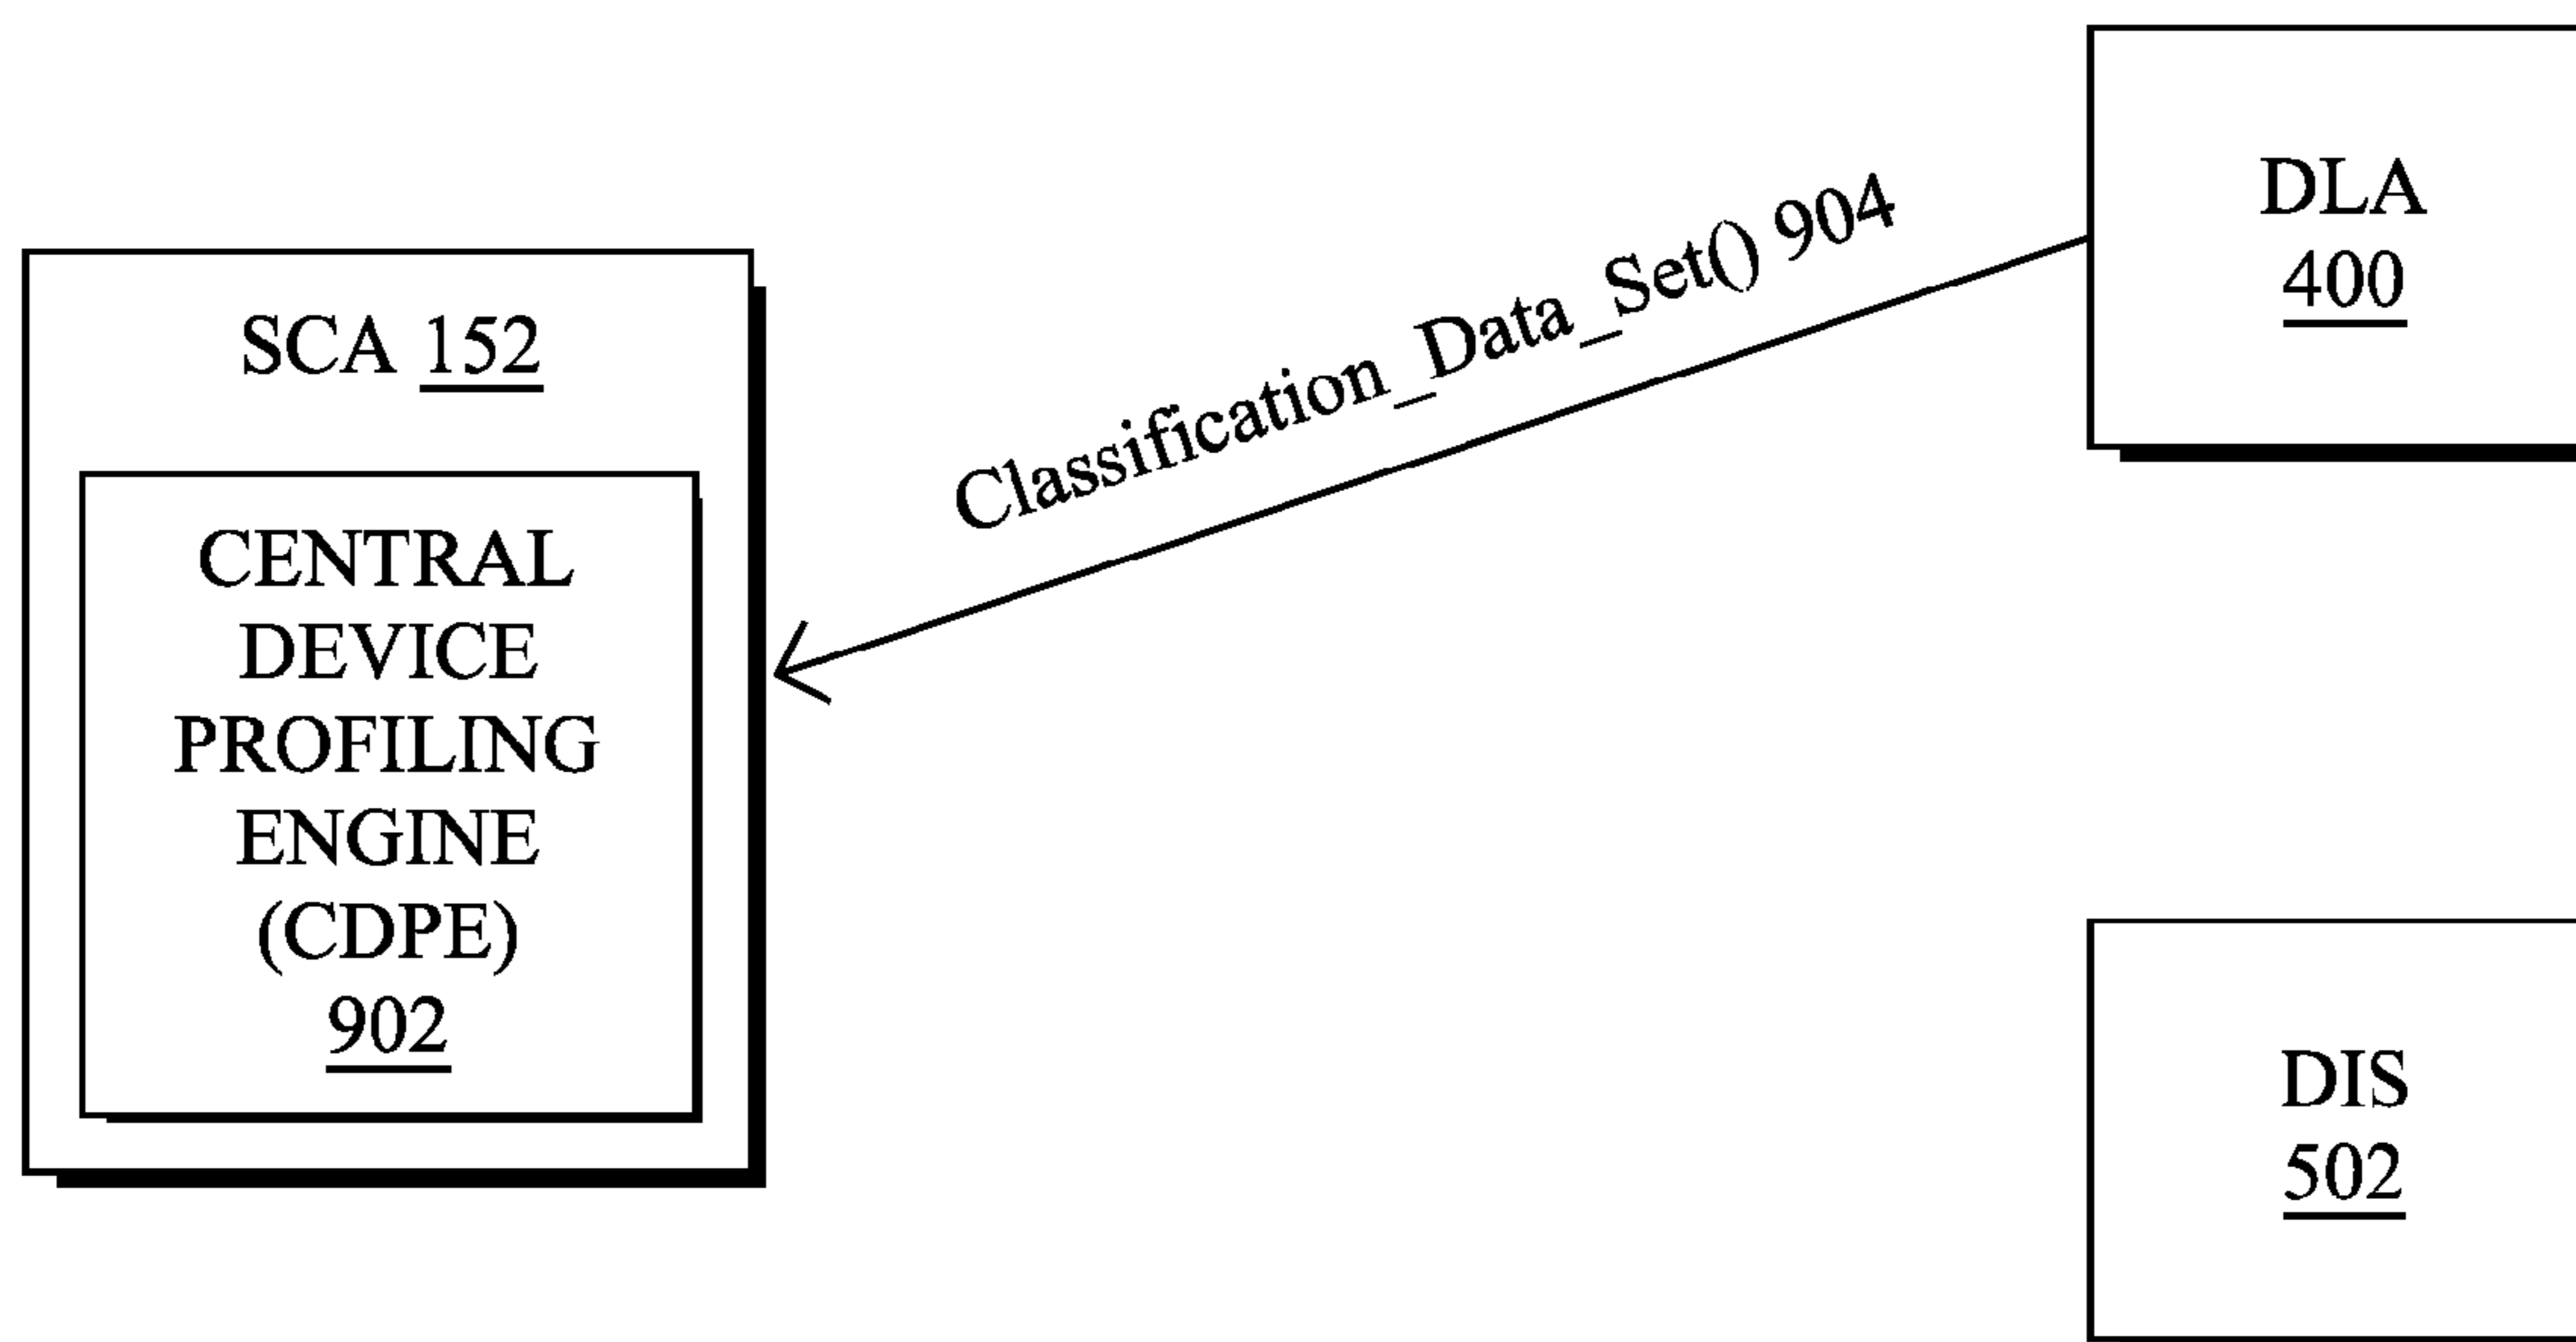 SCA 152
CENTRAL
DEVICE
PROFILING
ENGINE
(CDPE)
902
Classification_Data_Set() 904
DLA
400
DIS
502